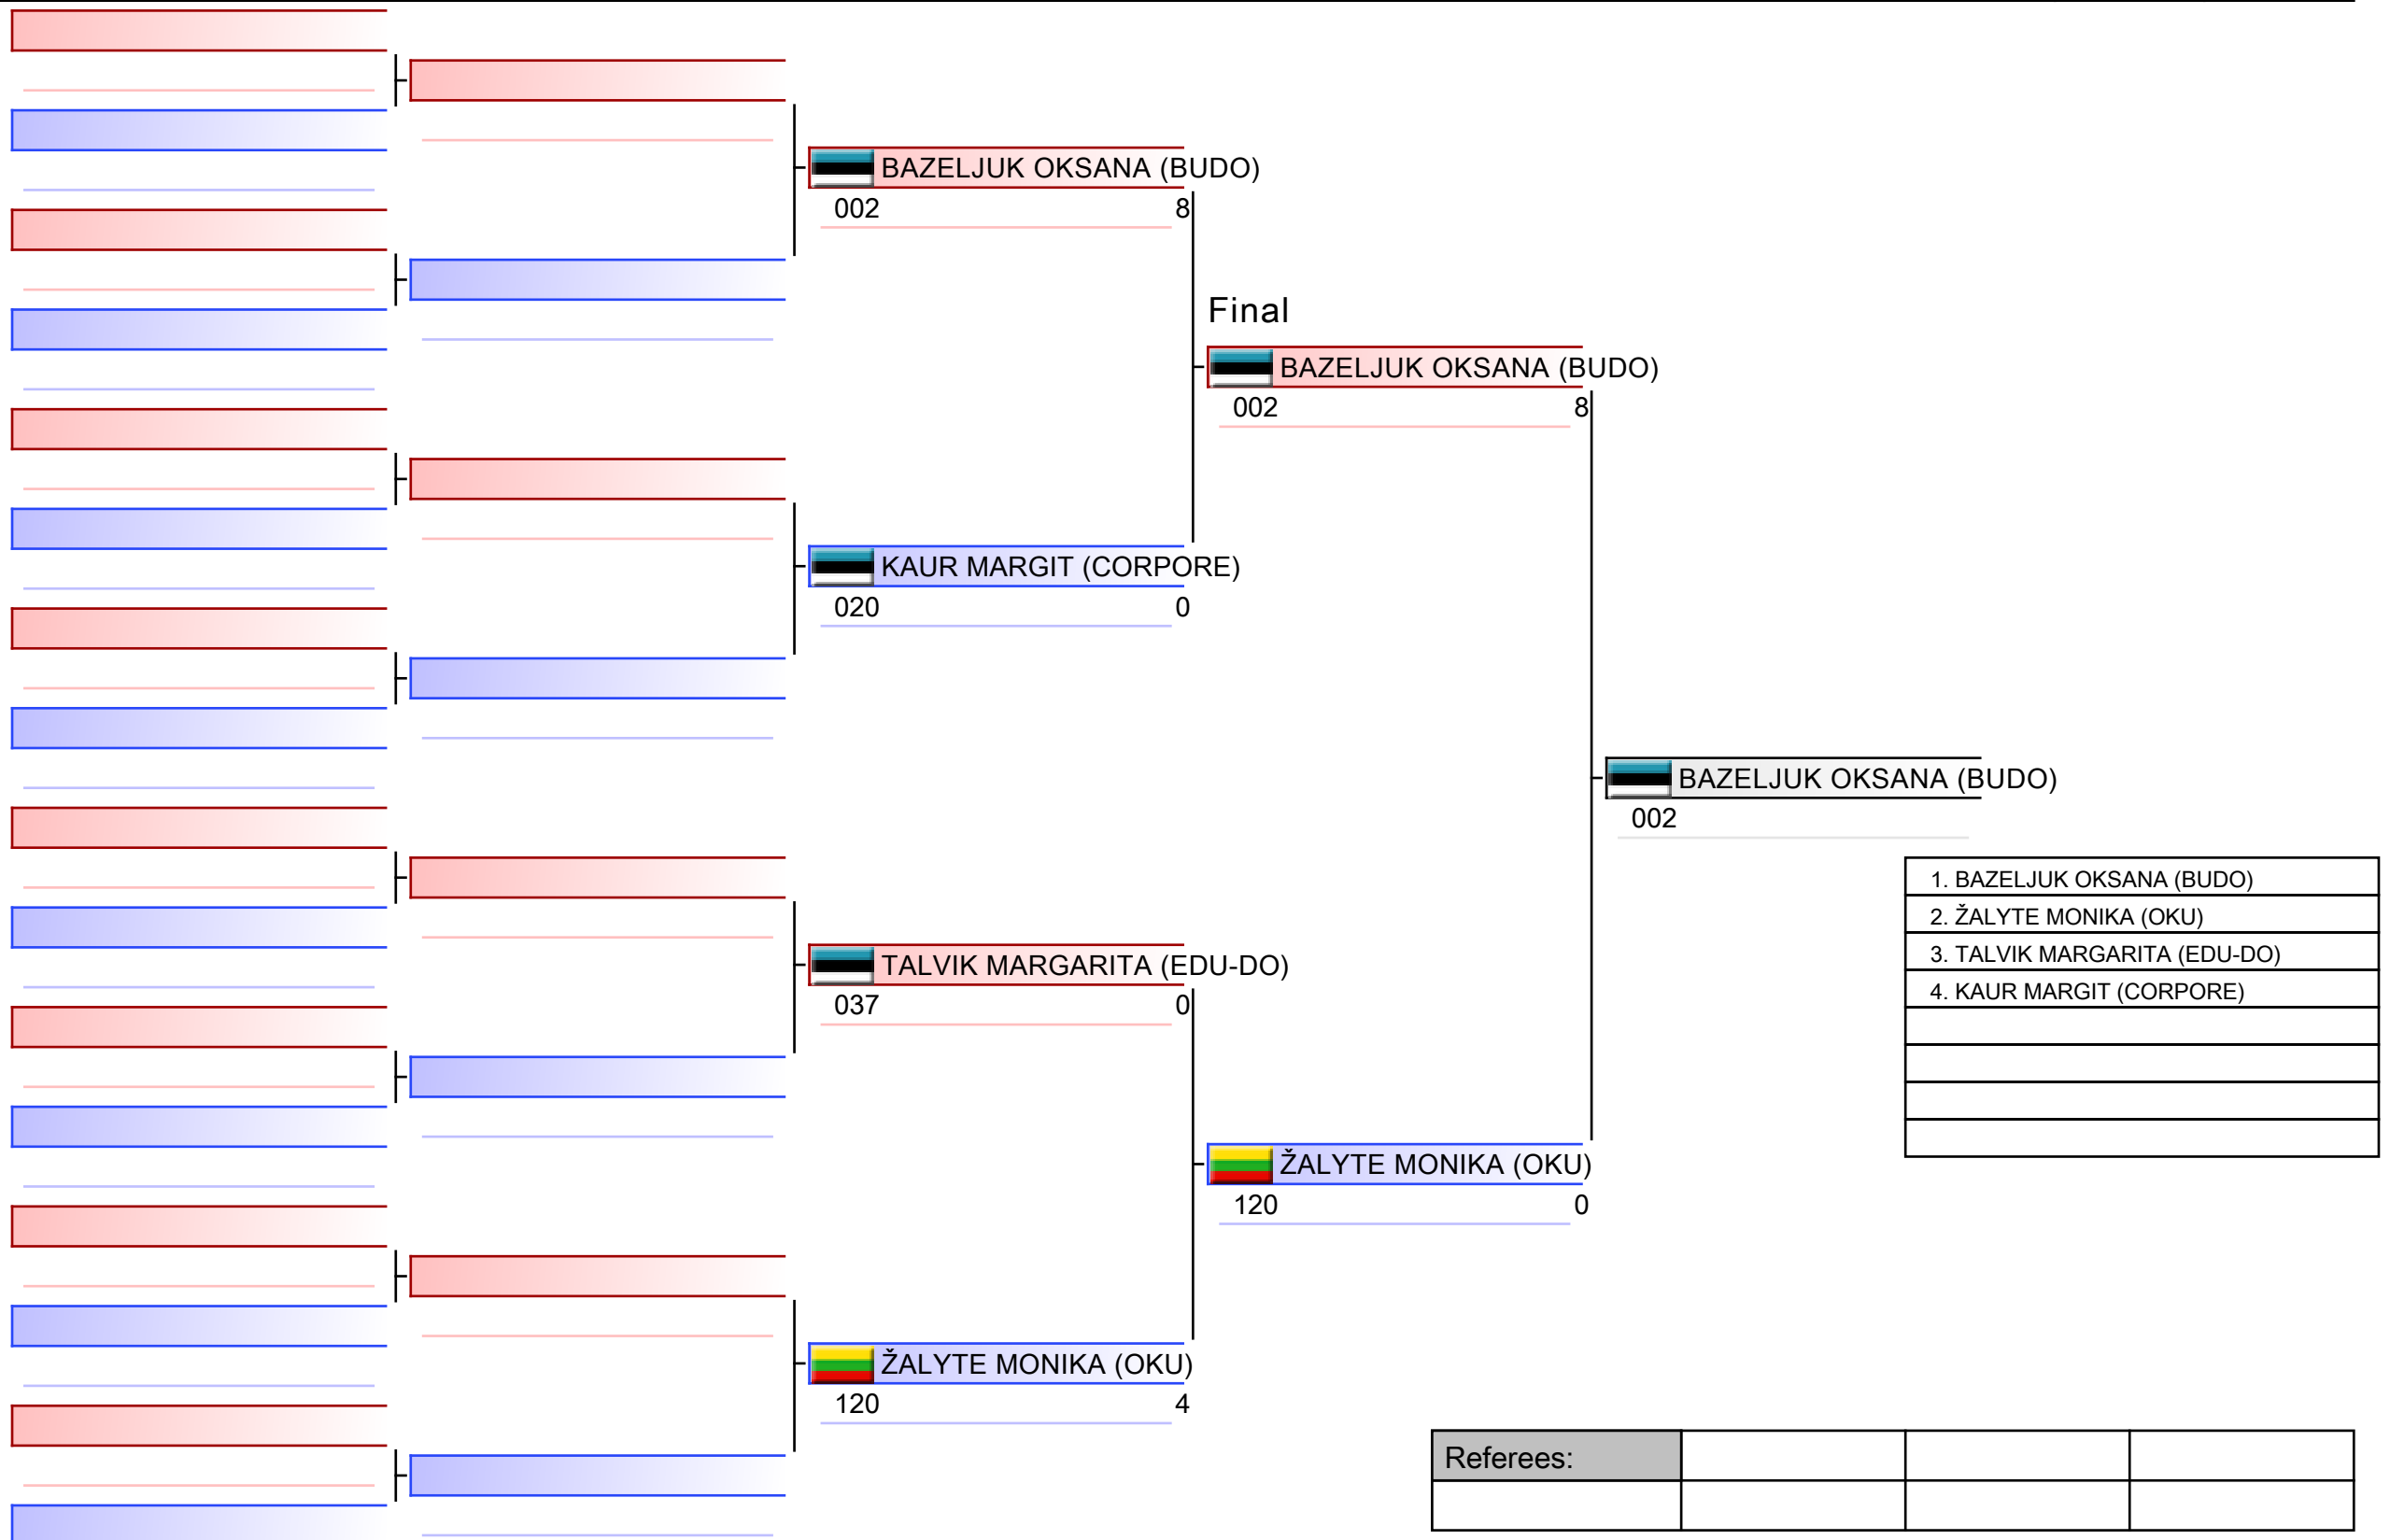 BAZELJUK OKSANA (BUDO)
002 8
Final
BAZELJUK OKSANA (BUDO)
002 8
KAUR MARGIT (CORPORE)
020 0
BAZELJUK OKSANA (BUDO)
002
1. BAZELJUK OKSANA (BUDO)
2. ŽALYTE MONIKA (OKU)
3. TALVIK MARGARITA (EDU-DO)
4. KAUR MARGIT (CORPORE)
TALVIK MARGARITA (EDU-DO)
037 0
ŽALYTE MONIKA (OKU)
120 0
ŽALYTE MONIKA (OKU)
120 4
Referees: